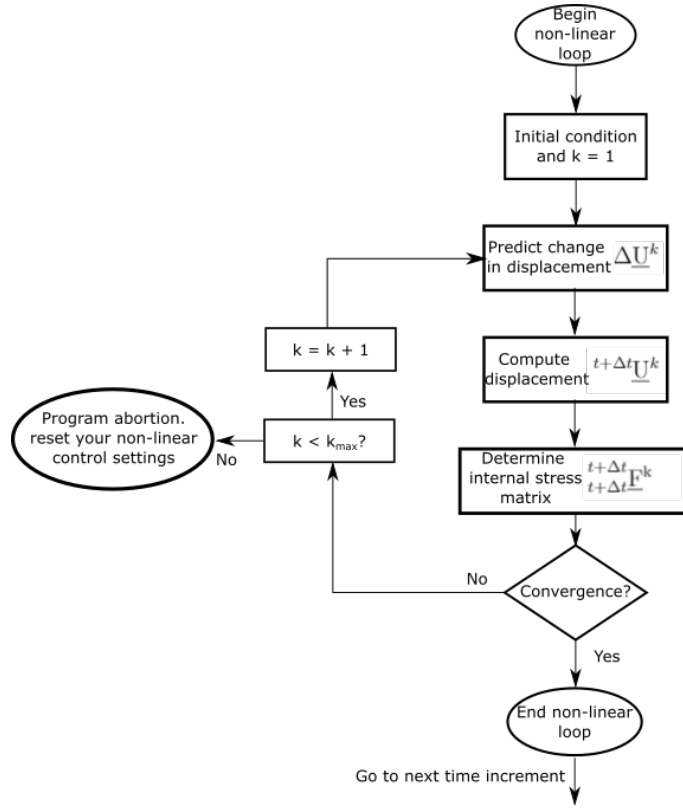 Begin
non-linear
loop
Initial condition
and k = 1
Predict change
in displacement ΔU̲ᵏ
k = k + 1
Compute
displacement ᵗ⁺ᐃᵗU̲ᵏ
Yes
Program abortion.
reset your non-linear
control settings
No
k < kₘₐₓ?
Determine
internal stress
matrix
t+Δt
t+Δt F̲ᵏ
No
Convergence?
Yes
End non-linear
loop
Go to next time increment